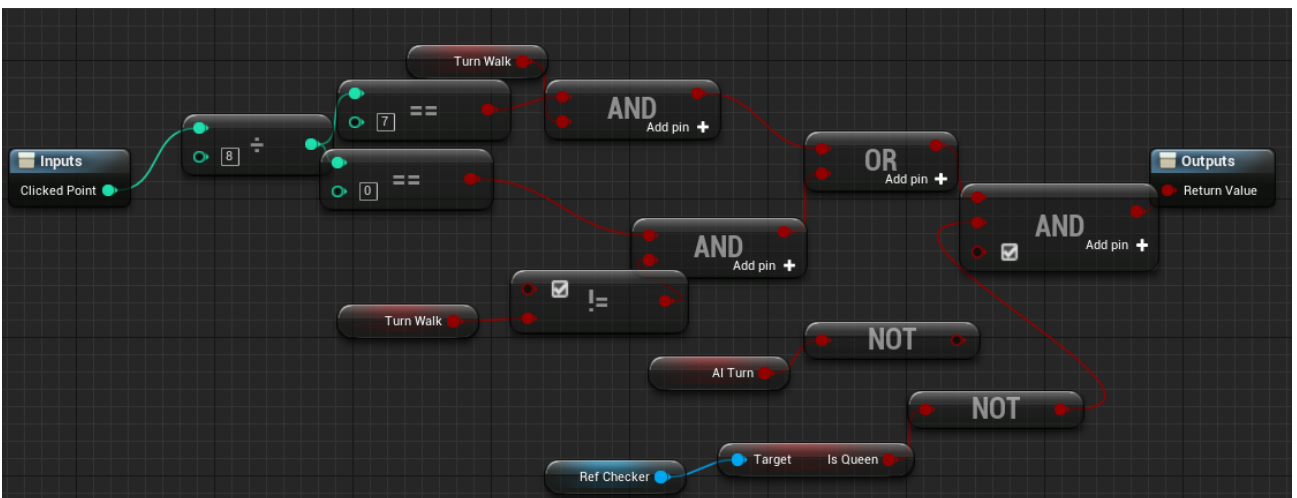 Turn Walk
7
==
AND
Add pin +
8
÷
Inputs
Clicked Point
0
==
OR
Add pin +
Outputs
Return Value
AND
Add pin +
AND
Add pin +
!=
Turn Walk
NOT
AI Turn
NOT
Target
Is Queen
Ref Checker